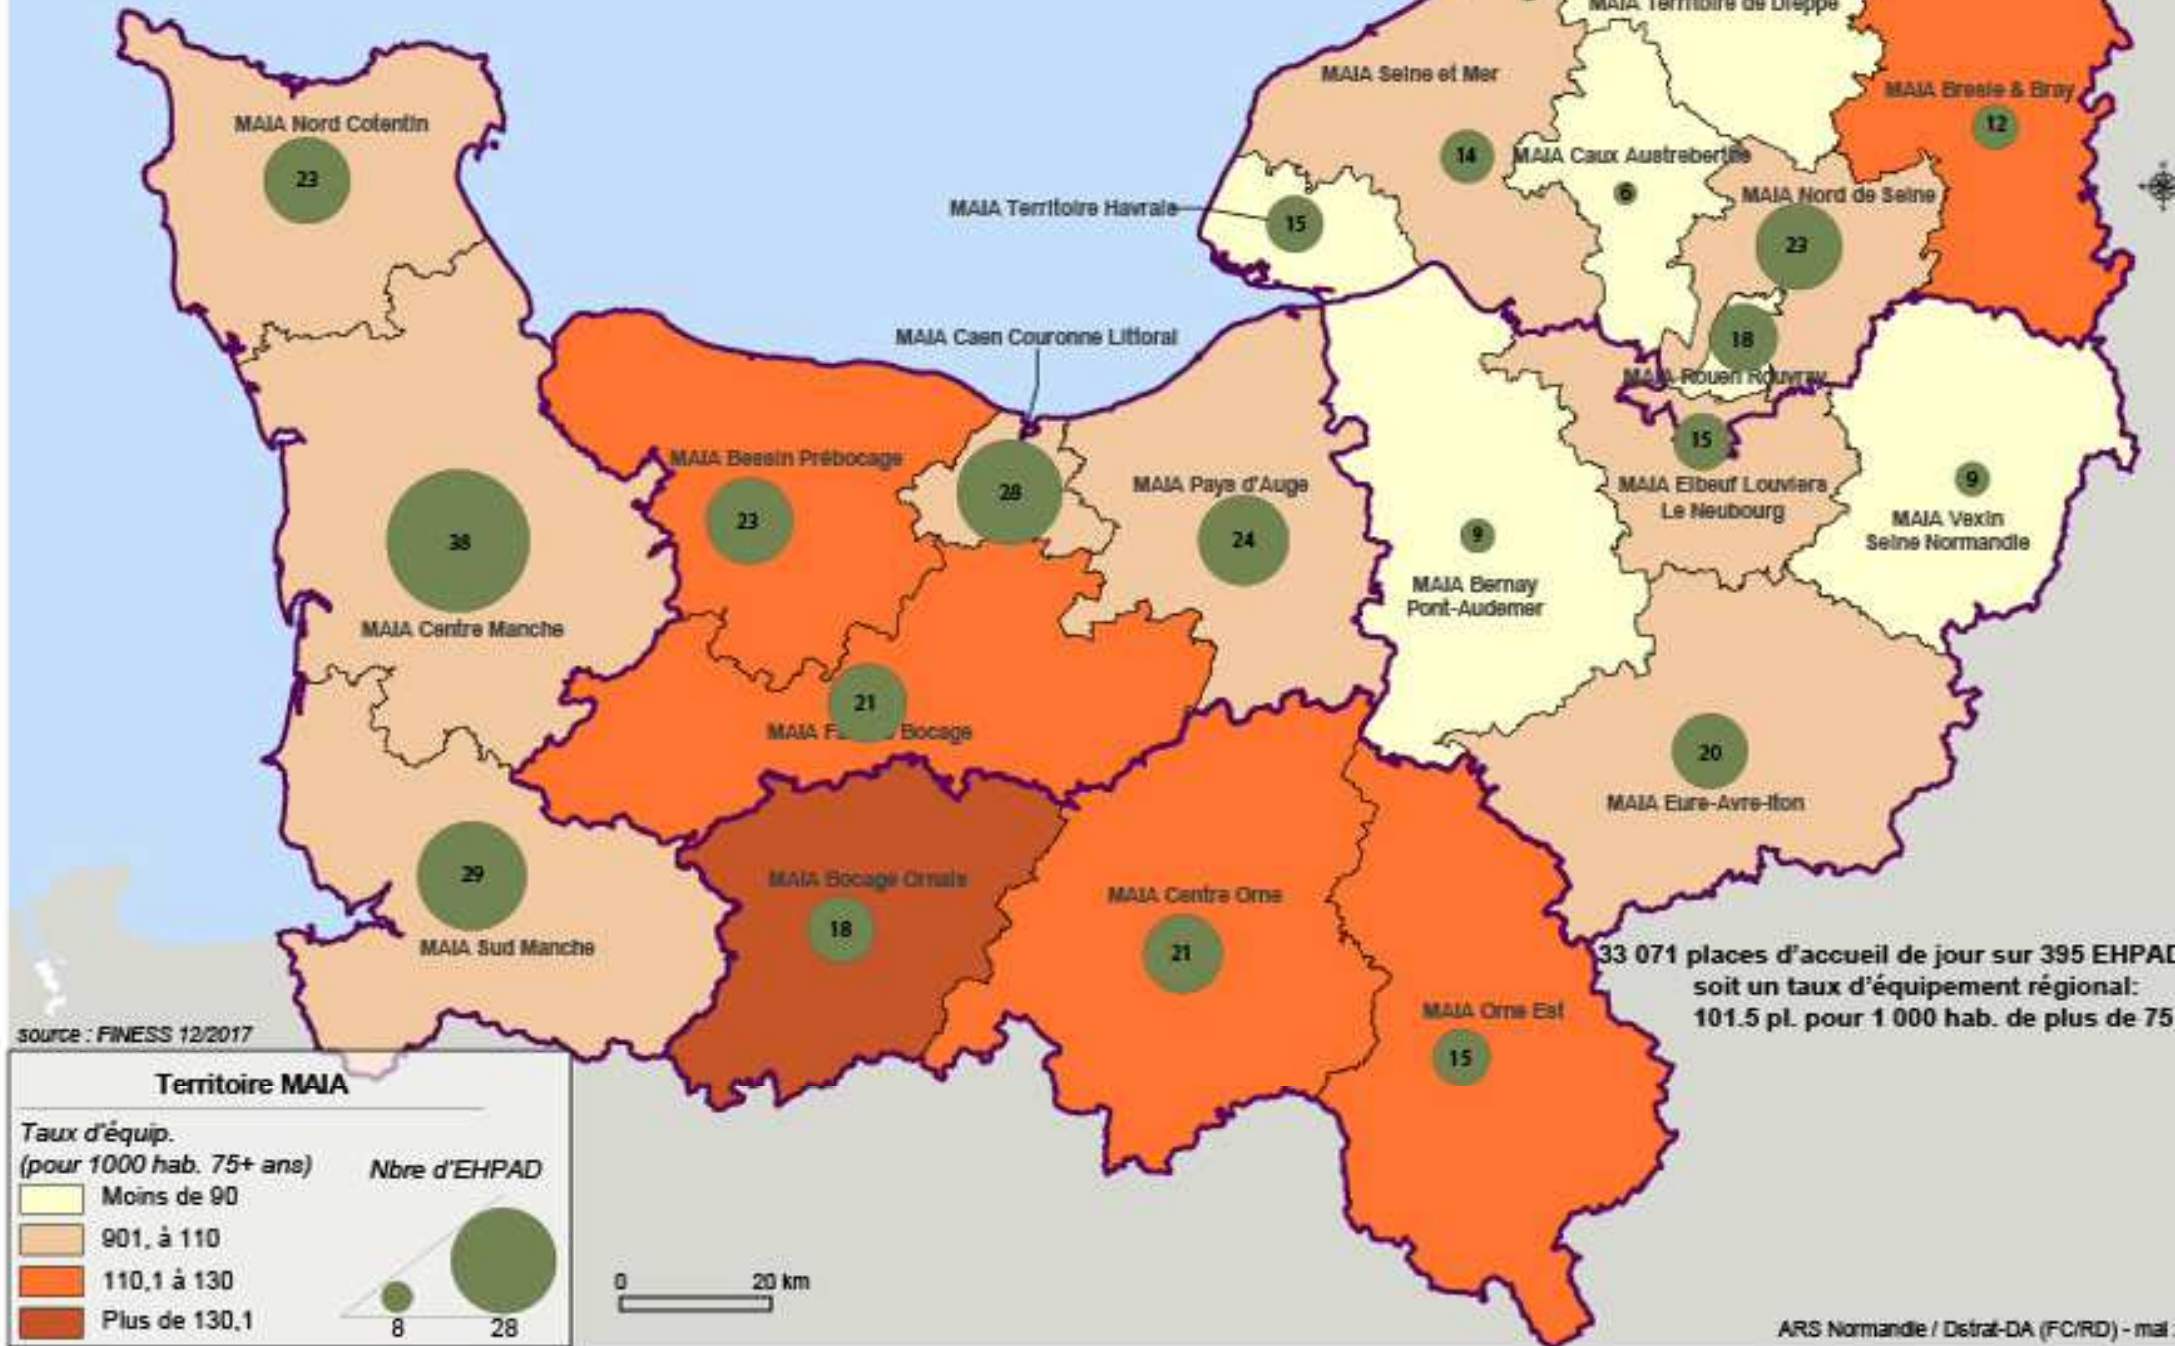 MAIA Territoire de Dieppe
MAIA Seine et Mer
14
MAIA Bresle & Bray
12
MAIA Nord Cotentin
23
MAIA Caux Austreberthe
6
MAIA Nord de Seine
23
MAIA Territoire Havrais
15
18
MAIA Rouen Rouvray
MAIA Caen Couronne Littoral
28
MAIA Bessin Prébocage
23
MAIA Pays d'Auge
24
15
MAIA Elbeuf Louviers
Le Neubourg
9
MAIA Vexin
Seine Normandie
38
MAIA Centre Manche
9
MAIA Bernay
Pont-Audemer
21
MAIA Bocage
20
MAIA Eure-Avre-Iton
29
MAIA Sud Manche
MAIA Bocage Ornais
18
MAIA Centre Orne
21
MAIA Orne Est
15
33 071 places d'accueil de jour sur 395 EHPAD
soit un taux d'équipement régional:
101.5 pl. pour 1 000 hab. de plus de 75
source : FINESS 12/2017
Territoire MAIA
Taux d'équip.
(pour 1000 hab. 75+ ans)
Nbre d'EHPAD
Moins de 90
901, à 110
110,1 à 130
Plus de 130,1
8 28
0 20 km
ARS Normandie / Dstrat-DA (FC/RD) - mai